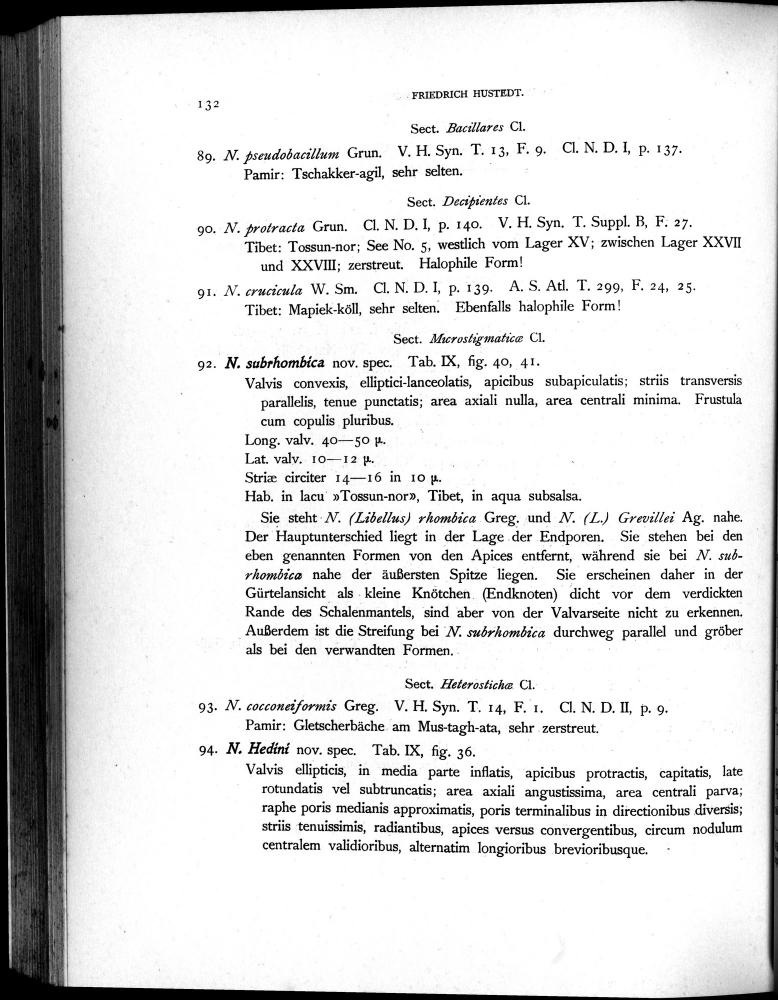 132
FRIEDRICH HUSTEDT.
Sect. Bacillares Cl.
89. N. pseudobacillum Grun. V. H. Syn. T. 13, F. 9. Cl. N. D. I, p. 137.
Pamir: Tschakker-agil, sehr selten.
Sect. Decipientes Cl.
90. N. protracta Grun. Cl. N. D. I, p. 140. V. H. Syn. T. Suppl. B, F. 27.
Tibet: Tossun-nor; See No. 5, westlich vom Lager XV; zwischen Lager XXVII
und XXVIII; zerstreut. Halophile Form!
91. N. crucicula W. Sm. Cl. N. D. I, p. 139. A. S. Atl. T. 299, F. 24, 25.
Tibet: Mapiek-köll, sehr selten. Ebenfalls halophile Form!
Sect. Microstigmaticæ Cl.
92. N. subrhombica nov. spec. Tab. IX, fig. 40, 41.
Valvis convexis, elliptici-lanceolatis, apicibus subapiculatis; striis transversis
parallelis, tenue punctatis; area axiali nulla, area centrali minima. Frustula
cum copulis pluribus.
Long. valv. 40—50 µ.
Lat. valv. 10—12 µ.
Striæ circiter 14—16 in 10 µ.
Hab. in lacu »Tossun-nor», Tibet, in aqua subsalsa.
Sie steht N. (Libellus) rhombica Greg. und N. (L.) Grevillei Ag. nahe.
Der Hauptunterschied liegt in der Lage der Endporen. Sie stehen bei den
eben genannten Formen von den Apices entfernt, während sie bei N. sub-
rhombica nahe der äußersten Spitze liegen. Sie erscheinen daher in der
Gürtelansicht als kleine Knötchen (Endknoten) dicht vor dem verdickten
Rande des Schalenmantels, sind aber von der Valvarseite nicht zu erkennen.
Außerdem ist die Streifung bei N. subrhombica durchweg parallel und gröber
als bei den verwandten Formen.
Sect. Heterostichæ Cl.
93. N. cocconeiformis Greg. V. H. Syn. T. 14, F. 1. Cl. N. D. II, p. 9.
Pamir: Gletscherbäche am Mus-tagh-ata, sehr zerstreut.
94. N. Hedini nov. spec. Tab. IX, fig. 36.
Valvis ellipticis, in media parte inflatis, apicibus protractis, capitatis, late
rotundatis vel subtruncatis; area axiali angustissima, area centrali parva;
raphe poris medianis approximatis, poris terminalibus in directionibus diversis;
striis tenuissimis, radiantibus, apices versus convergentibus, circum nodulum
centralem validioribus, alternatim longioribus brevioribusque.